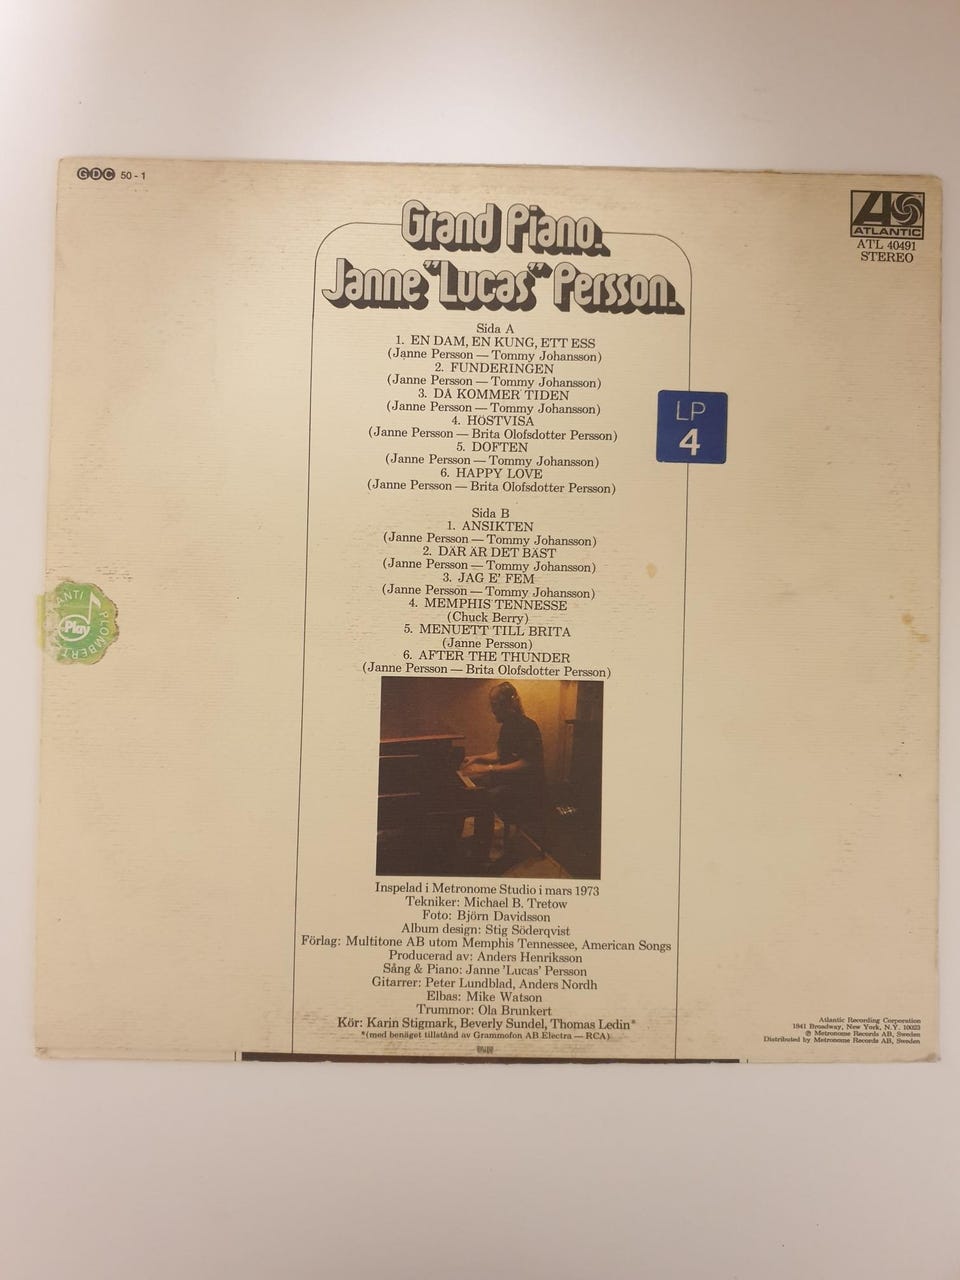 GDC 50-1
ATLANTIC
ATL 40491
STEREO
Grand Piano.
Janne "Lucas" Persson.
Sida A
1. EN DAM, EN KUNG, ETT ESS
(Janne Persson — Tommy Johansson)
2. FUNDERINGEN
(Janne Persson — Tommy Johansson)
3. DÅ KOMMER TIDEN
(Janne Persson — Tommy Johansson)
4. HÖSTVISA
(Janne Persson — Brita Olofsdotter Persson)
5. DOFTEN
(Janne Persson — Tommy Johansson)
6. HAPPY LOVE
(Janne Persson — Brita Olofsdotter Persson)
LP
4
Sida B
1. ANSIKTEN
(Janne Persson — Tommy Johansson)
2. DÄR ÄR DET BÄST
(Janne Persson — Tommy Johansson)
3. JAG E' FEM
(Janne Persson — Tommy Johansson)
4. MEMPHIS TENNESSE
(Chuck Berry)
5. MENUETT TILL BRITA
(Janne Persson)
6. AFTER THE THUNDER
(Janne Persson — Brita Olofsdotter Persson)
ANTI
Play
PLOMBERT
Inspelad i Metronome Studio i mars 1973
Tekniker: Michael B. Tretow
Foto: Björn Davidsson
Album design: Stig Söderqvist
Förlag: Multitone AB utom Memphis Tennessee, American Songs
Producerad av: Anders Henriksson
Sång & Piano: Janne 'Lucas' Persson
Gitarrer: Peter Lundblad, Anders Nordh
Elbas: Mike Watson
Trummor: Ola Brunkert
Kör: Karin Stigmark, Beverly Sundel, Thomas Ledin*
*(med benäget tillstånd av Grammofon AB Electra — RCA)
Atlantic Recording Corporation
1841 Broadway, New York, N.Y. 10023
℗ Metronome Records AB, Sweden
Distributed by Metronome Records AB, Sweden